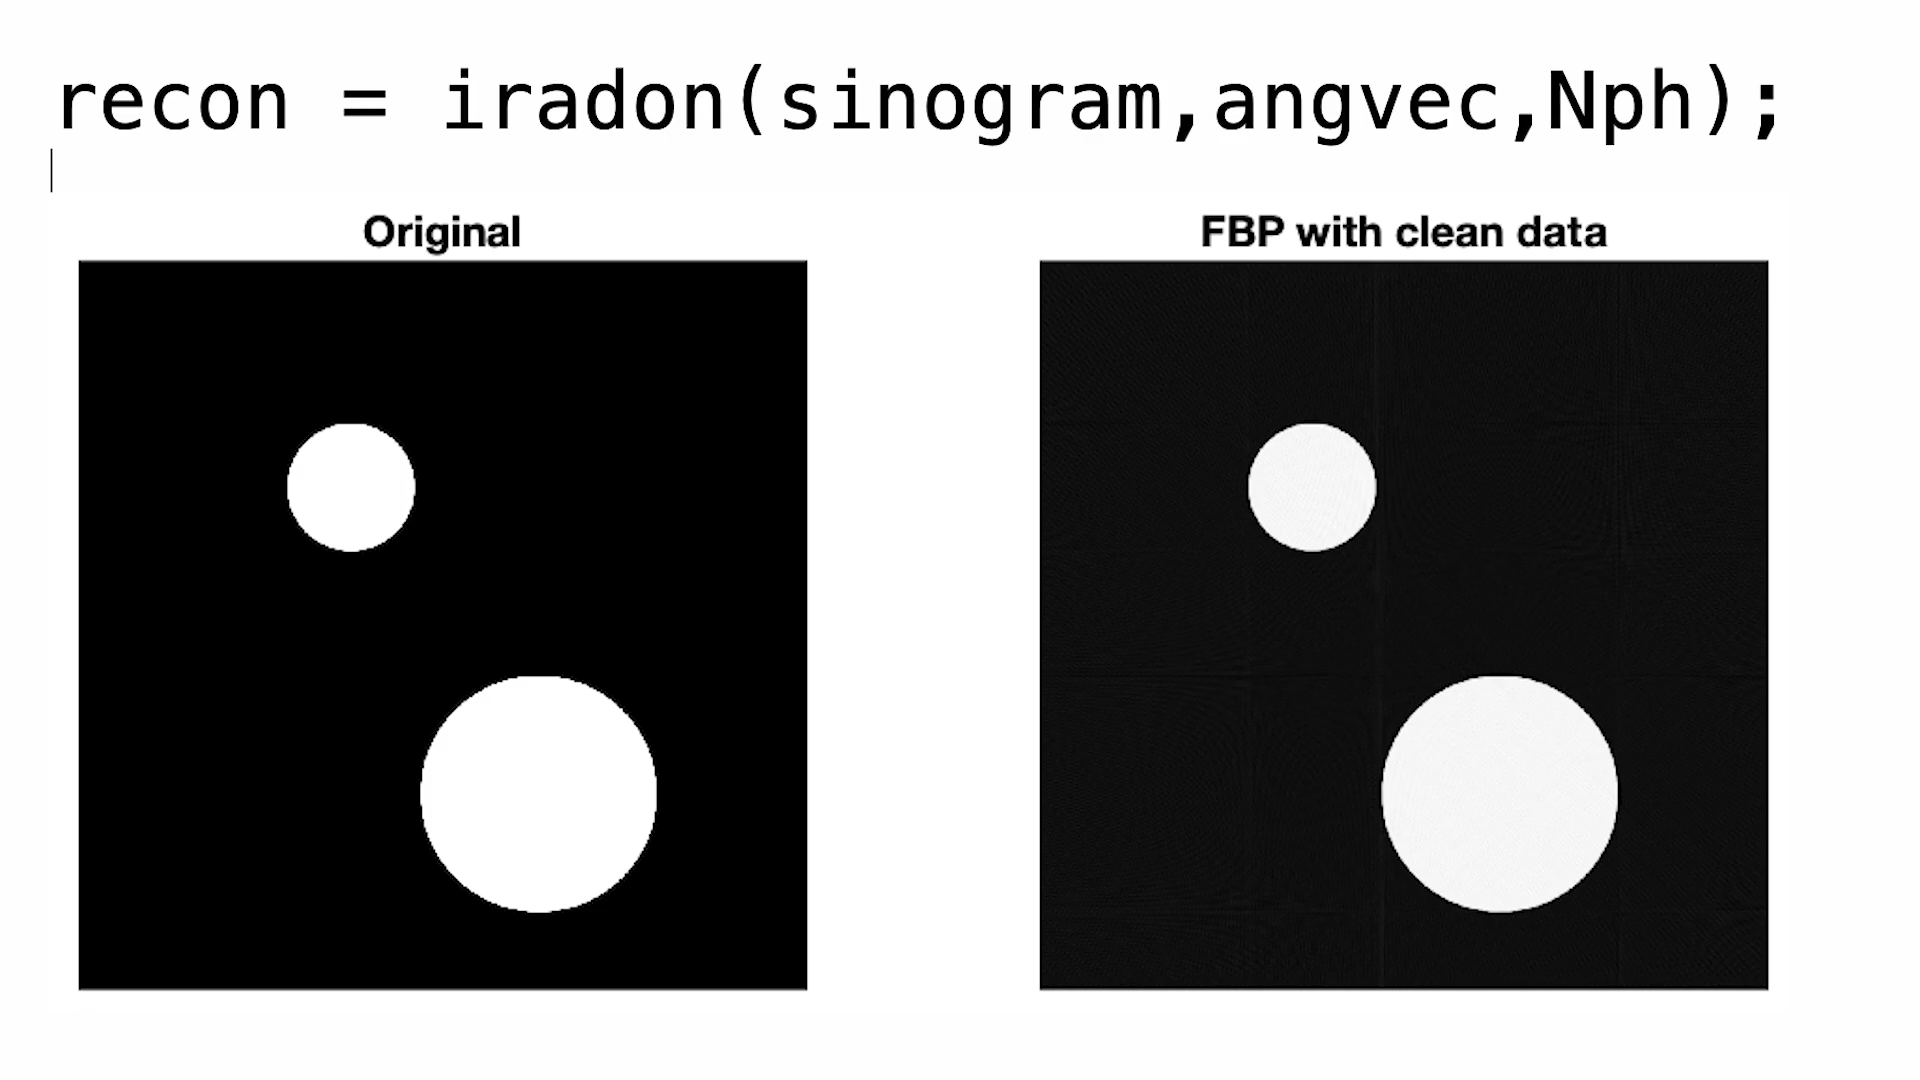 recon = iradon(sinogram,angvec,Nph);
Original
FBP with clean data